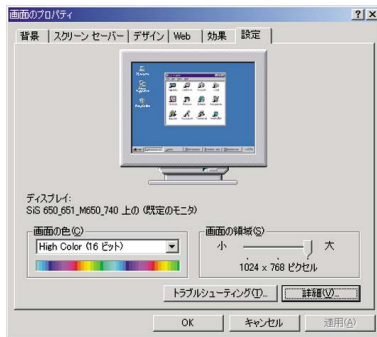 画面のプロパティ
背景 スクリーン セーバー デザイン Web 効果 設定
ディスプレイ:
SiS 650_651_M650_740 上の (既定のモニタ)
画面の色(C) 画面の領域(S)
High Color (16 ビット) 小 大
1024 x 768 ピクセル
トラブルシューティング(T)... 詳細(V)...
OK キャンセル 適用(A)